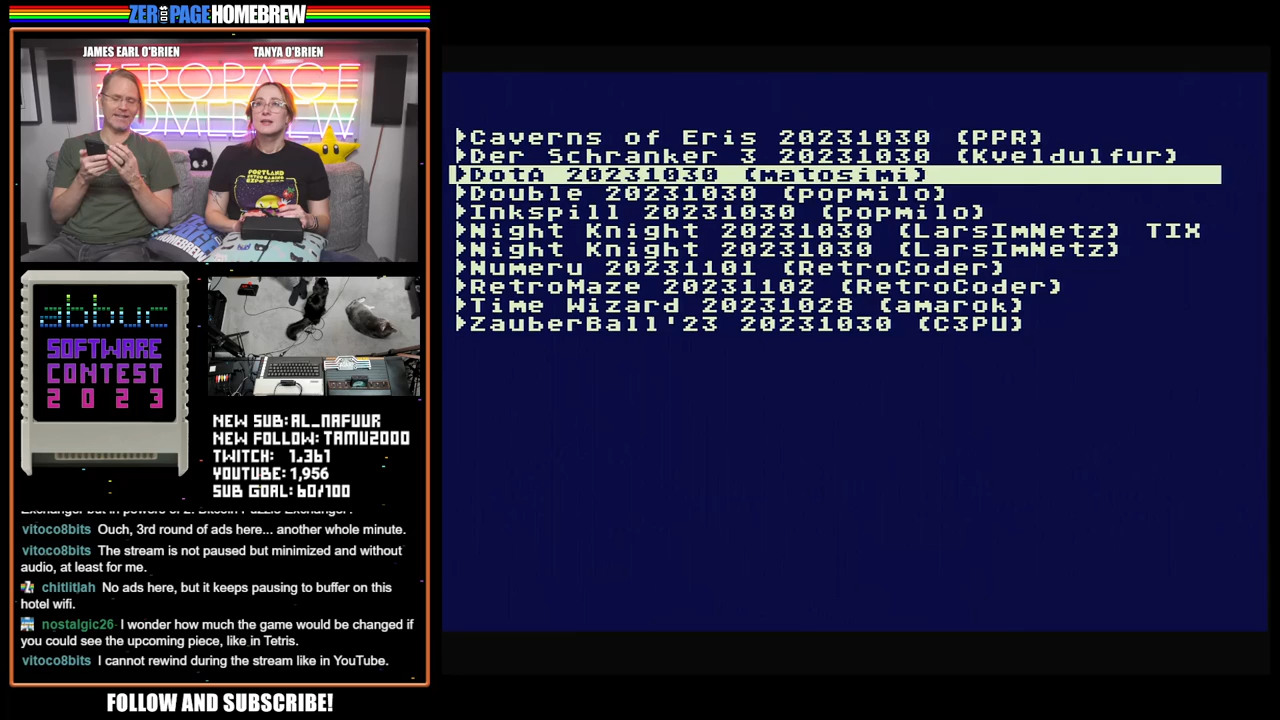 ZEROPAGE HOMEBREW
JAMES EARL O'BRIEN
TANYA O'BRIEN
ZEROPAGE
HOMEBREW
PORTLAND
abbuc
SOFTWARE
CONTEST
2023
NEW SUB: AL_NAFUUR
NEW FOLLOW: TAMU2000
TWITCH: 1,361
YOUTUBE: 1,956
SUB GOAL: 60/100
vitoco8bits Ouch, 3rd round of ads here... another whole minute.
vitoco8bits The stream is not paused but minimized and without
audio, at least for me.
chitlitlah No ads here, but it keeps pausing to buffer on this
hotel wifi.
nostalgic26 I wonder how much the game would be changed if
you could see the upcoming piece, like in Tetris.
vitoco8bits I cannot rewind during the stream like in YouTube.
FOLLOW AND SUBSCRIBE!
Caverns of Eris 20231030 (PPR)
Der Schranker 3 20231030 (Kveldulfur)
DotA 20231030 (matosimi)
Double 20231030 (popmilo)
Inkspill 20231030 (popmilo)
Night Knight 20231030 (LarsImNetz) TIX
Night Knight 20231030 (LarsImNetz)
Numeru 20231101 (RetroCoder)
RetroMaze 20231102 (RetroCoder)
Time Wizard 20231028 (amarok)
ZauberBall'23 20231030 (C3PU)